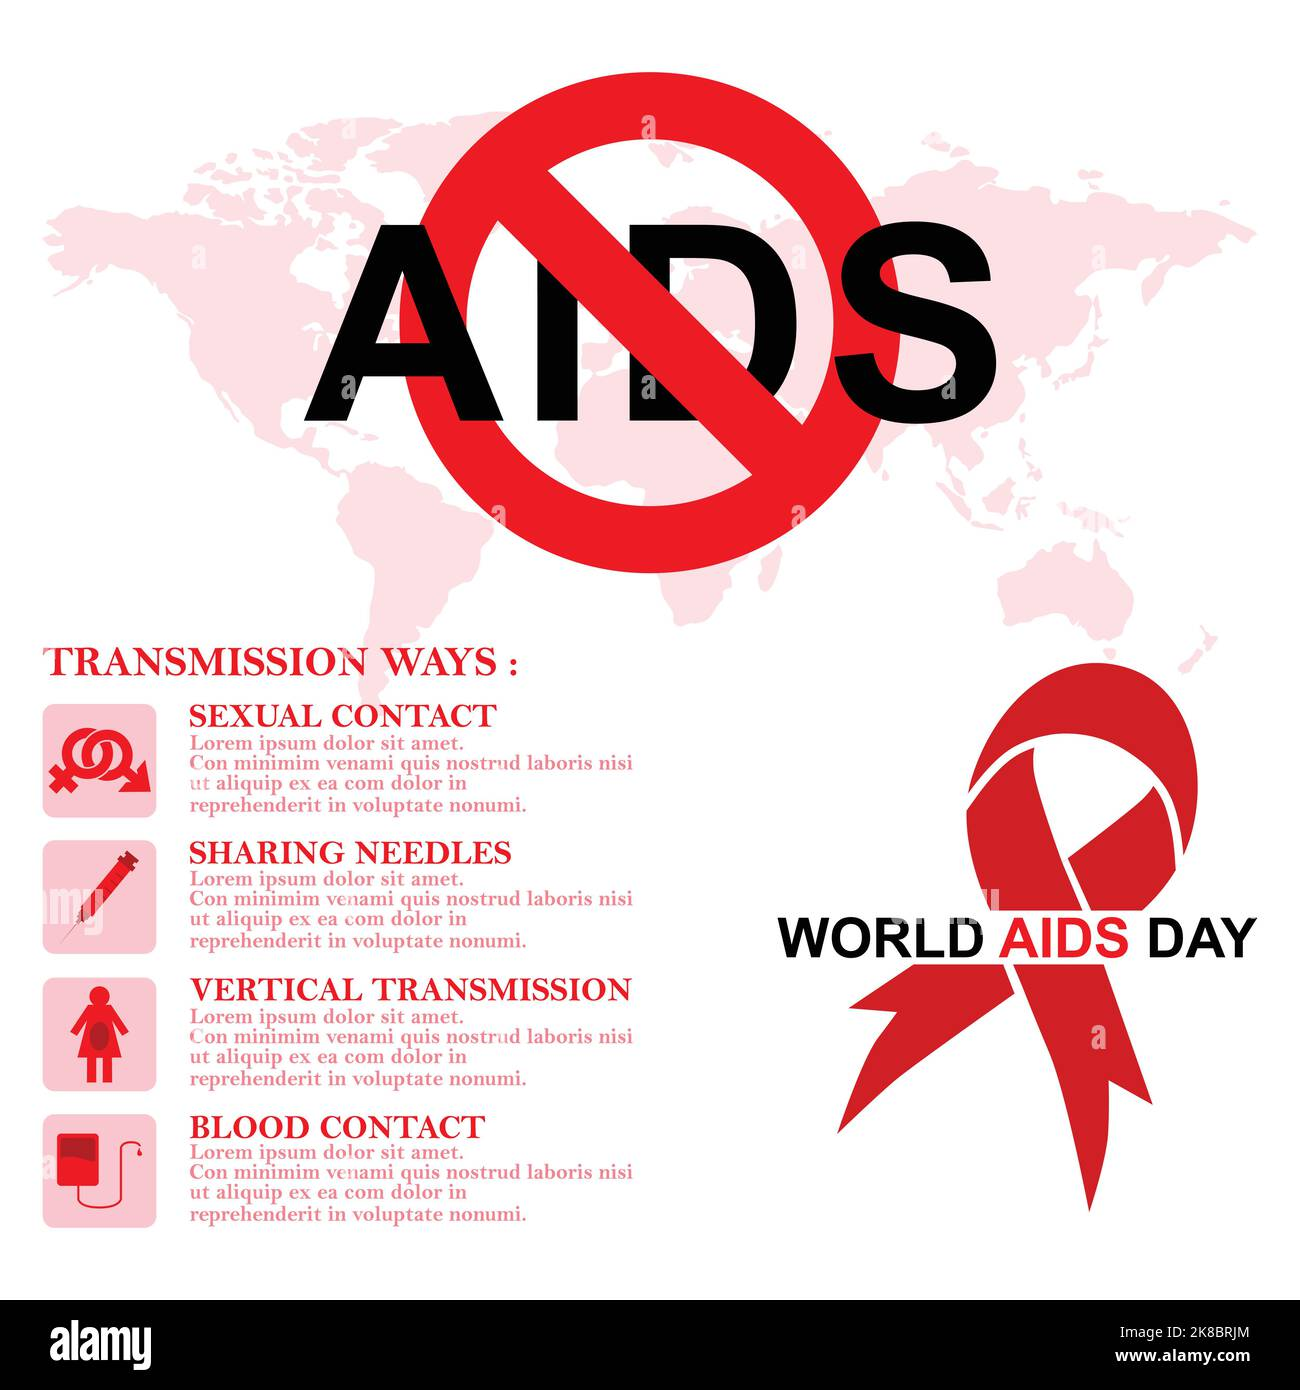 AIDS
TRANSMISSION WAYS :
SEXUAL CONTACT
Lorem ipsum dolor sit amet.
Con minimim venami quis nostrud laboris nisi
ut aliquip ex ea com dolor in
reprehenderit in voluptate nonumi.
SHARING NEEDLES
Lorem ipsum dolor sit amet.
Con minimim venami quis nostrud laboris nisi
ut aliquip ex ea com dolor in
reprehenderit in voluptate nonumi.
VERTICAL TRANSMISSION
Lorem ipsum dolor sit amet.
Con minimim venami quis nostrud laboris nisi
ut aliquip ex ea com dolor in
reprehenderit in voluptate nonumi.
BLOOD CONTACT
Lorem ipsum dolor sit amet.
Con minimim venami quis nostrud laboris nisi
ut aliquip ex ea com dolor in
reprehenderit in voluptate nonumi.
WORLD AIDS DAY
alamy
Image ID: 2K8BRJM
www.alamy.com